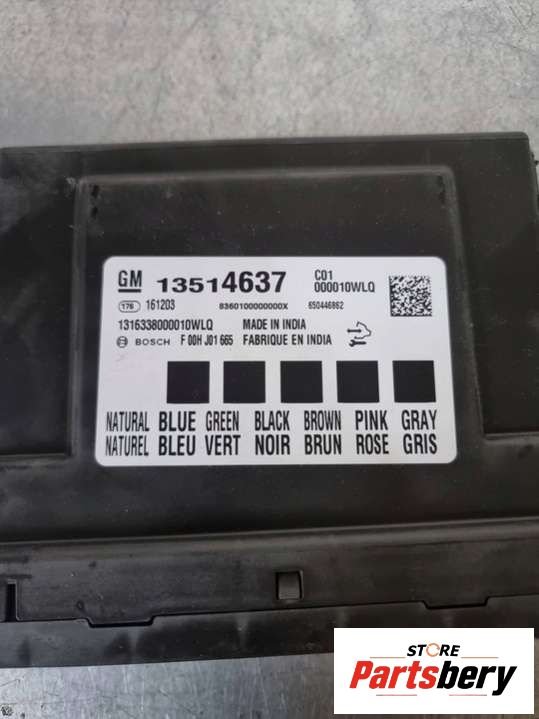 GM 13514637 C01
000010WLQ
176 161203 8360100000000X 650446862
1316338000010WLQ MADE IN INDIA
BOSCH F 00H J01 665 FABRIQUE EN INDIA
NATURAL BLUE GREEN BLACK BROWN PINK GRAY
NATUREL BLEU VERT NOIR BRUN ROSE GRIS
STORE
Partsbery